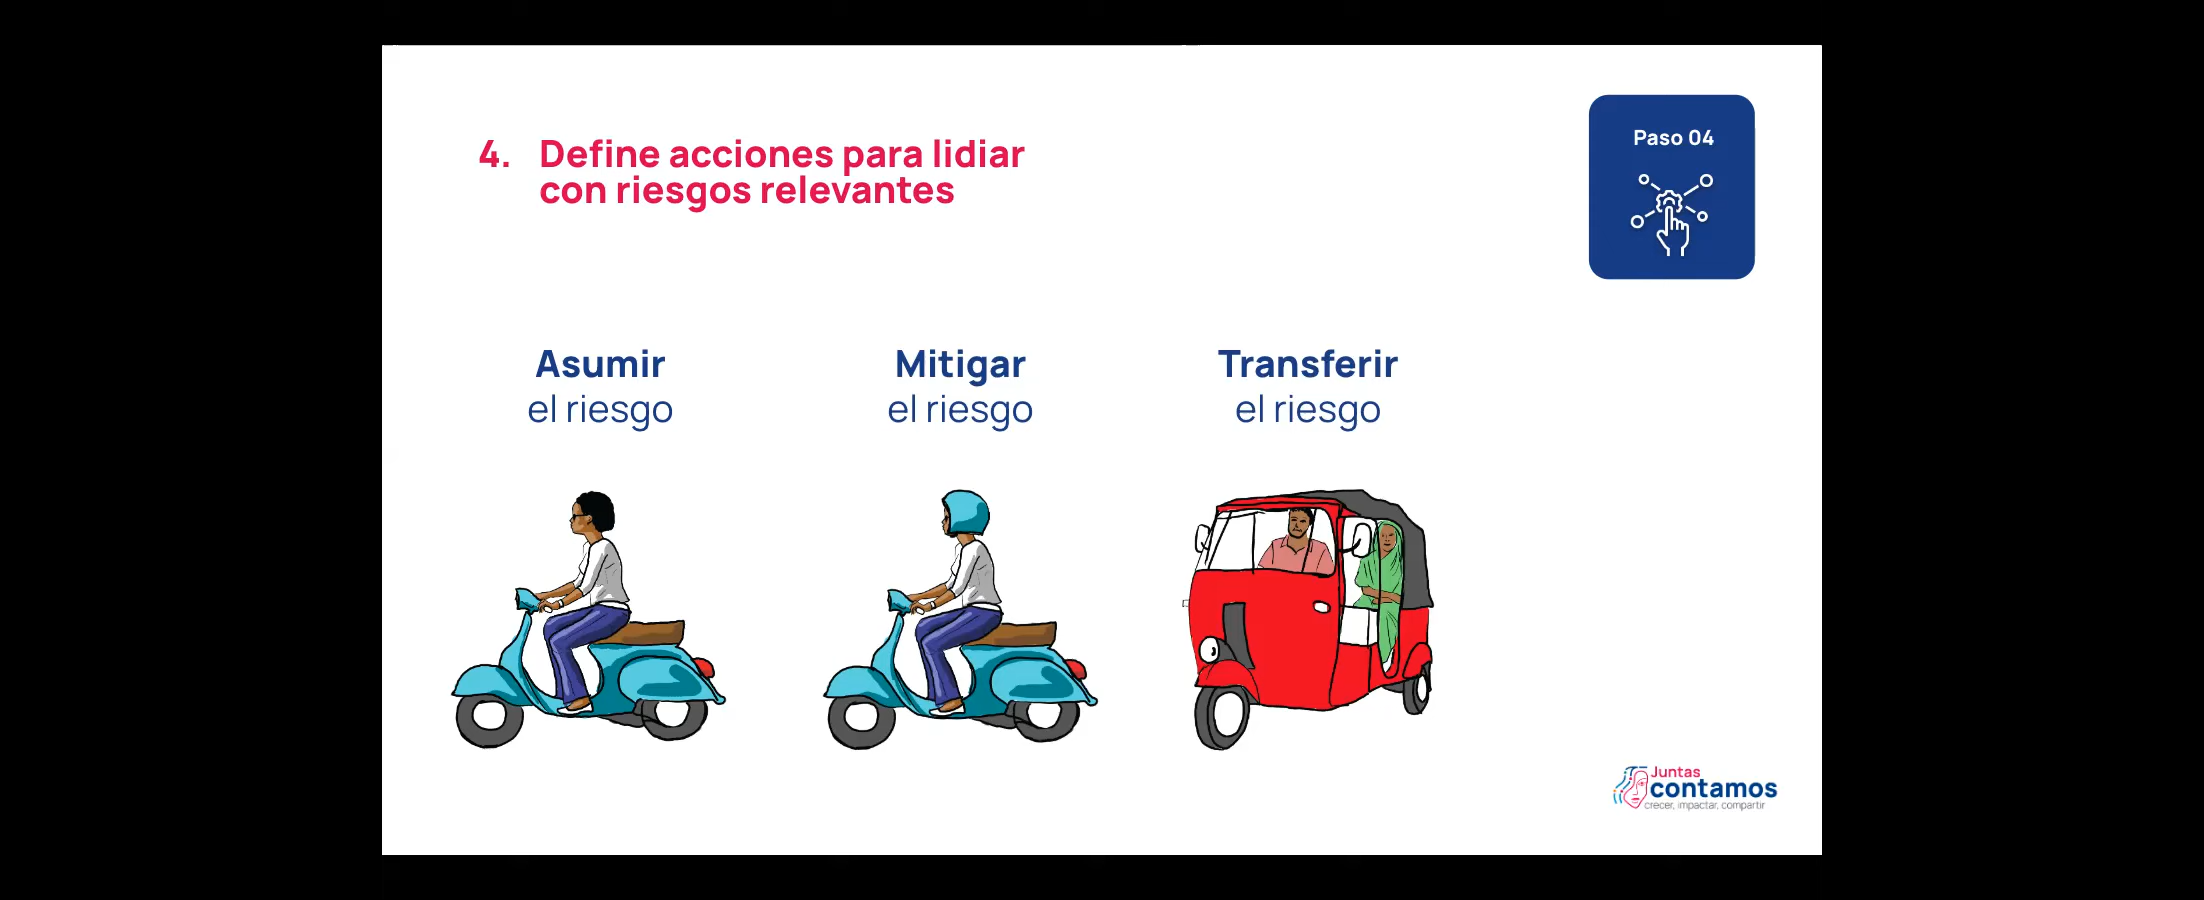 4. Define acciones para lidiar
con riesgos relevantes
Paso 04
Asumir
el riesgo
Mitigar
el riesgo
Transferir
el riesgo
Juntas
contamos
crecer, impactar, compartir